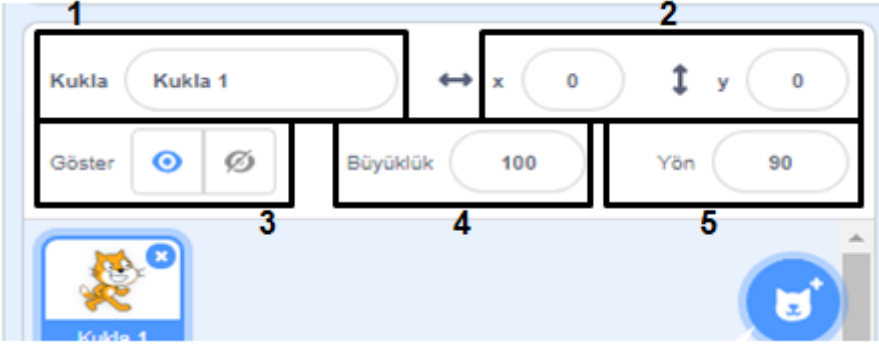 1 2
Kukla Kukla 1 x 0 y 0
Göster Büyüklük 100 Yön 90
3 4 5
Kukla 1